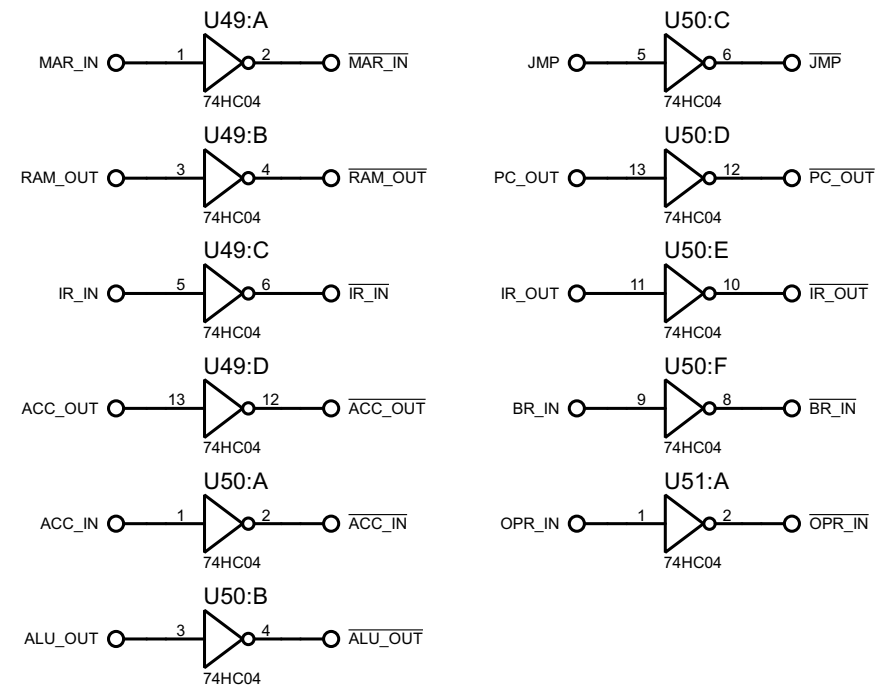 U49:A
MAR_IN 1 2 MAR_IN
74HC04
U49:B
RAM_OUT 3 4 RAM_OUT
74HC04
U49:C
IR_IN 5 6 IR_IN
74HC04
U49:D
ACC_OUT 13 12 ACC_OUT
74HC04
U50:A
ACC_IN 1 2 ACC_IN
74HC04
U50:B
ALU_OUT 3 4 ALU_OUT
74HC04
U50:C
JMP 5 6 JMP
74HC04
U50:D
PC_OUT 13 12 PC_OUT
74HC04
U50:E
IR_OUT 11 10 IR_OUT
74HC04
U50:F
BR_IN 9 8 BR_IN
74HC04
U51:A
OPR_IN 1 2 OPR_IN
74HC04